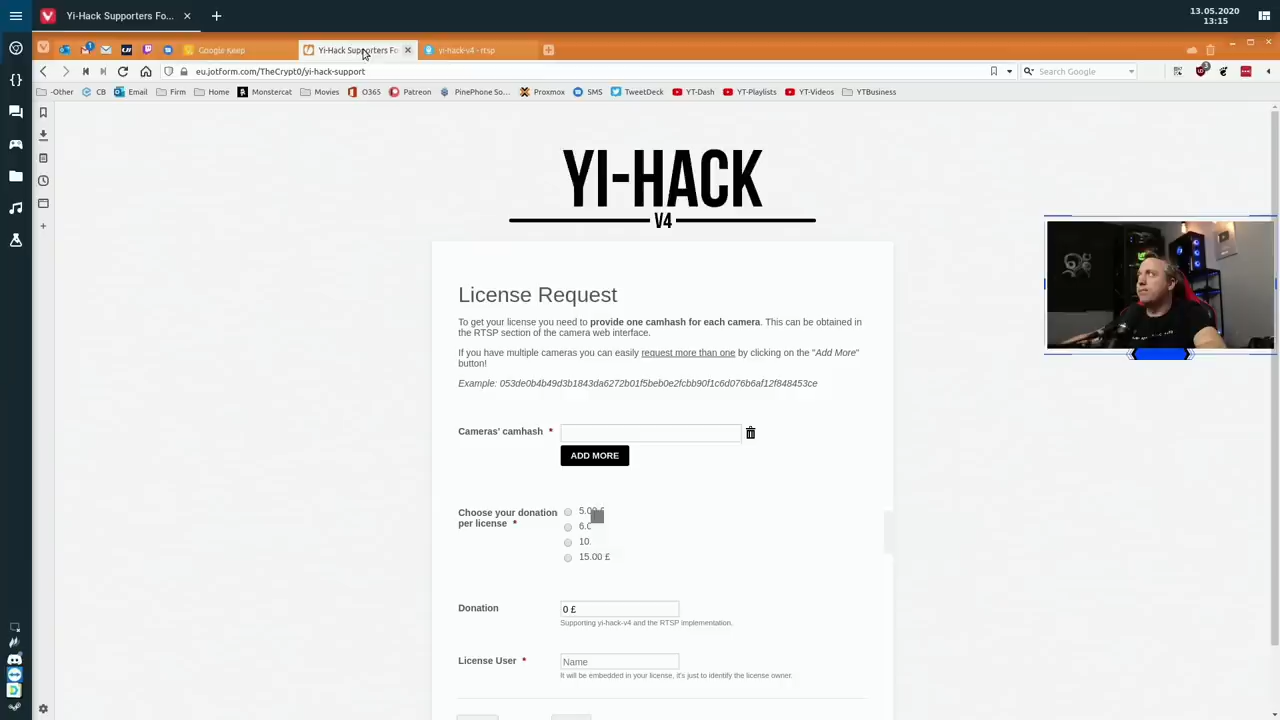 Yi-Hack Supporters Fo
13.05.2020
13:15
Google Keep
Yi-Hack Supporters Fo
yi-hack-v4 - rtsp
eu.jotform.com/TheCrypt0/yi-hack-support
Search Google
-Other
CB
Email
Firm
Home
Monstercat
Movies
O365
Patreon
PinePhone So...
Proxmox
SMS
TweetDeck
YT-Dash
YT-Playlists
YT-Videos
YTBusiness
YI-HACK
V4
License Request
To get your license you need to provide one camhash for each camera. This can be obtained in
the RTSP section of the camera web interface.
If you have multiple cameras you can easily request more than one by clicking on the "Add More"
button!
Example: 053de0b4b49d3b1843da6272b01f5beb0e2fcbb90f1c6d076b6af12f848453ce
Cameras' camhash *
ADD MORE
Choose your donation
per license *
5.00 £
6.0
10.
15.00 £
Donation
0 £
Supporting yi-hack-v4 and the RTSP implementation.
License User *
Name
It will be embedded in your license, it's just to identify the license owner.